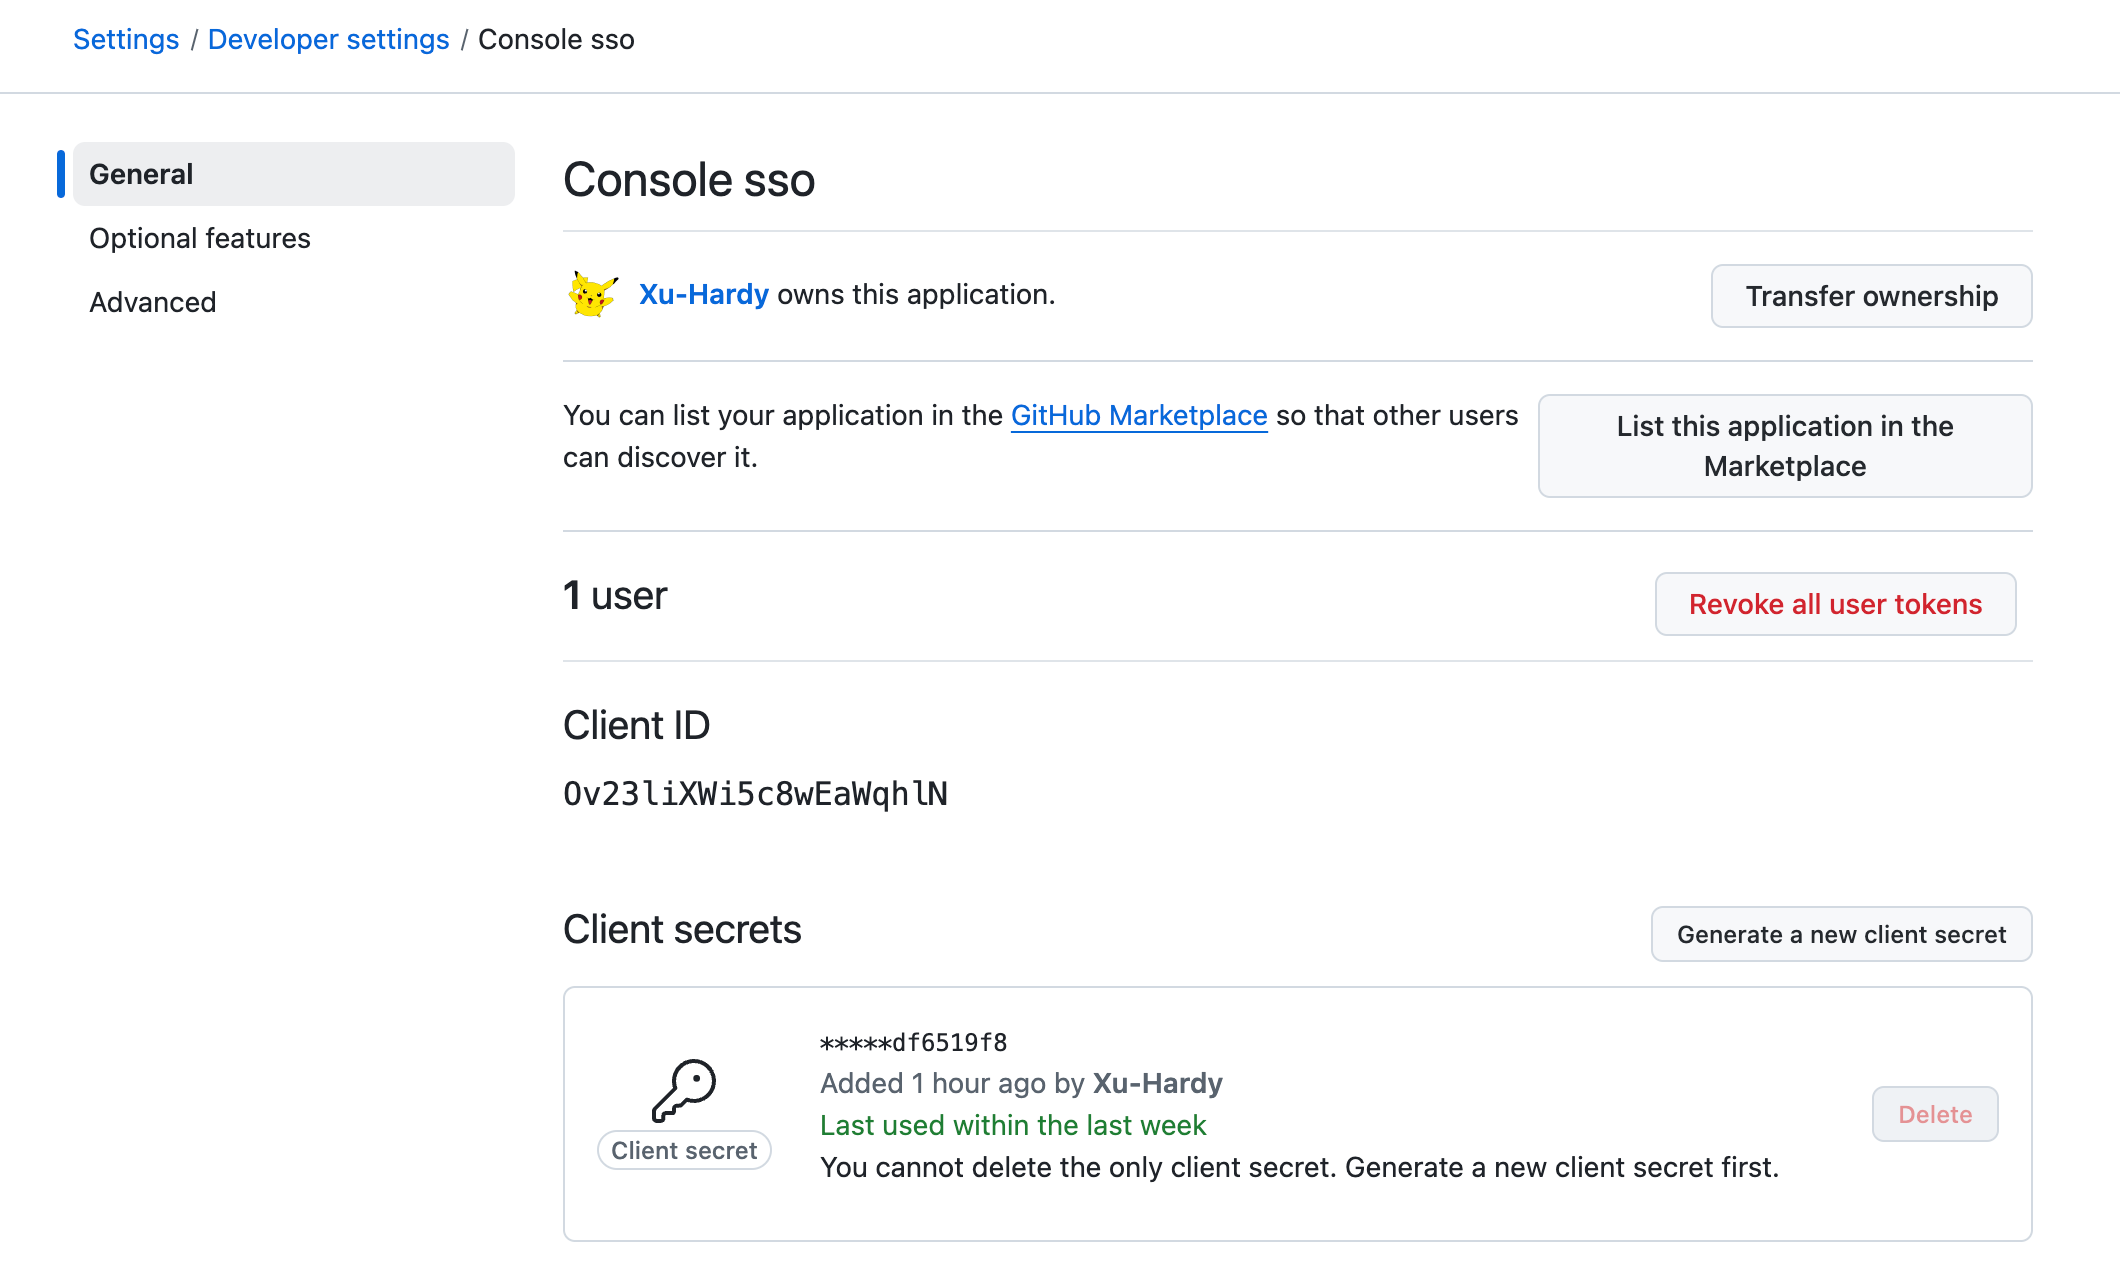 Settings / Developer settings / Console sso
General
Optional features
Advanced
Console sso
Xu-Hardy owns this application.
Transfer ownership
You can list your application in the GitHub Marketplace so that other users
can discover it.
List this application in the
Marketplace
1 user
Revoke all user tokens
Client ID
Ov23liXWi5c8wEaWqhlN
Client secrets
Generate a new client secret
*****df6519f8
Added 1 hour ago by Xu-Hardy
Last used within the last week
You cannot delete the only client secret. Generate a new client secret first.
Client secret
Delete